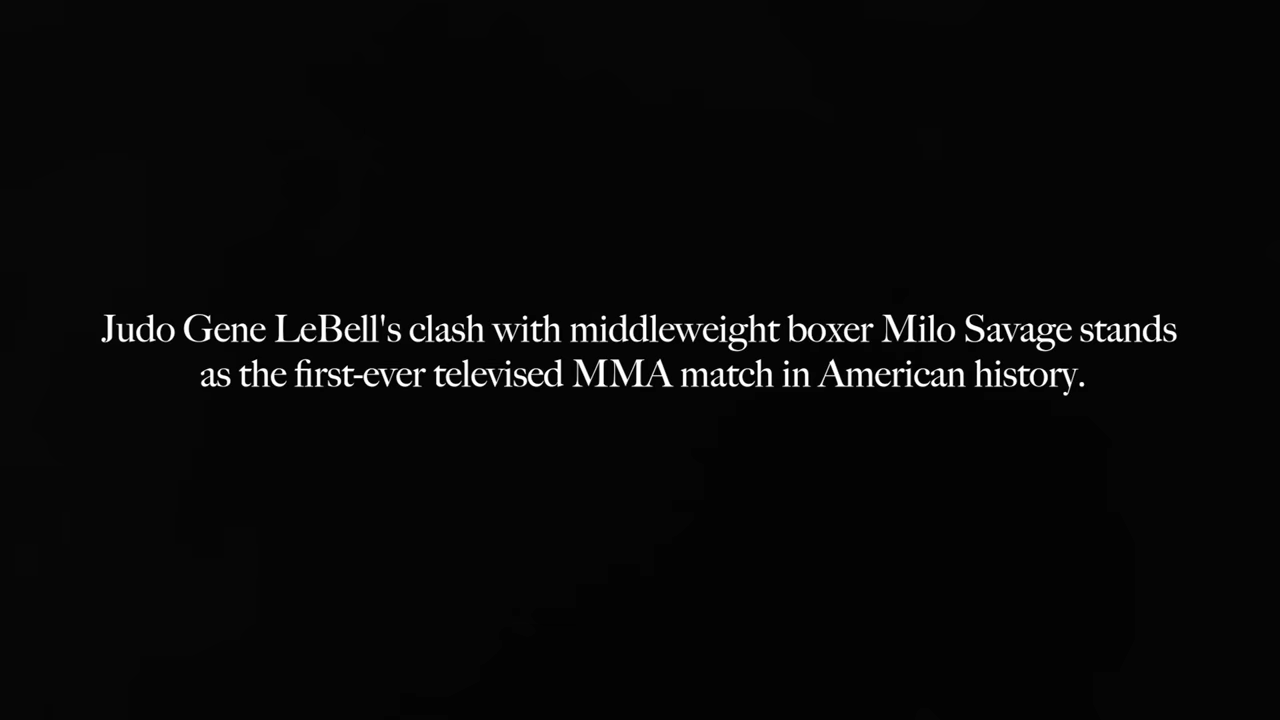 Judo Gene LeBell's clash with middleweight boxer Milo Savage stands
as the first-ever televised MMA match in American history.